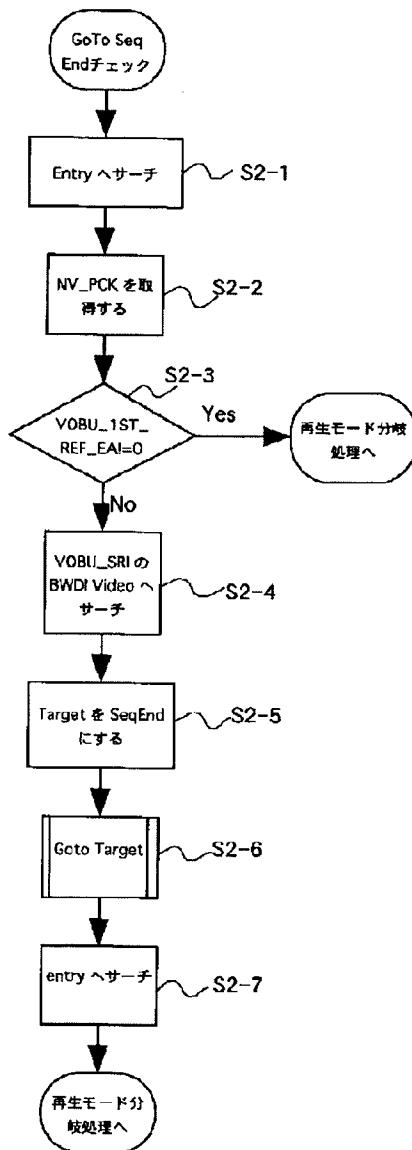 GoTo Seq
Endチェック
Entry へサーチ
S2-1
NV_PCK を取
得する
S2-2
S2-3
VOBU_1ST_
REF_EAI=0
Yes
再生モード分岐
処理へ
No
VOBU_SRI の
BWDI Video へ
サーチ
S2-4
Target を SeqEnd
にする
S2-5
Goto Target
S2-6
entry へサーチ
S2-7
再生モード分
岐処理へ